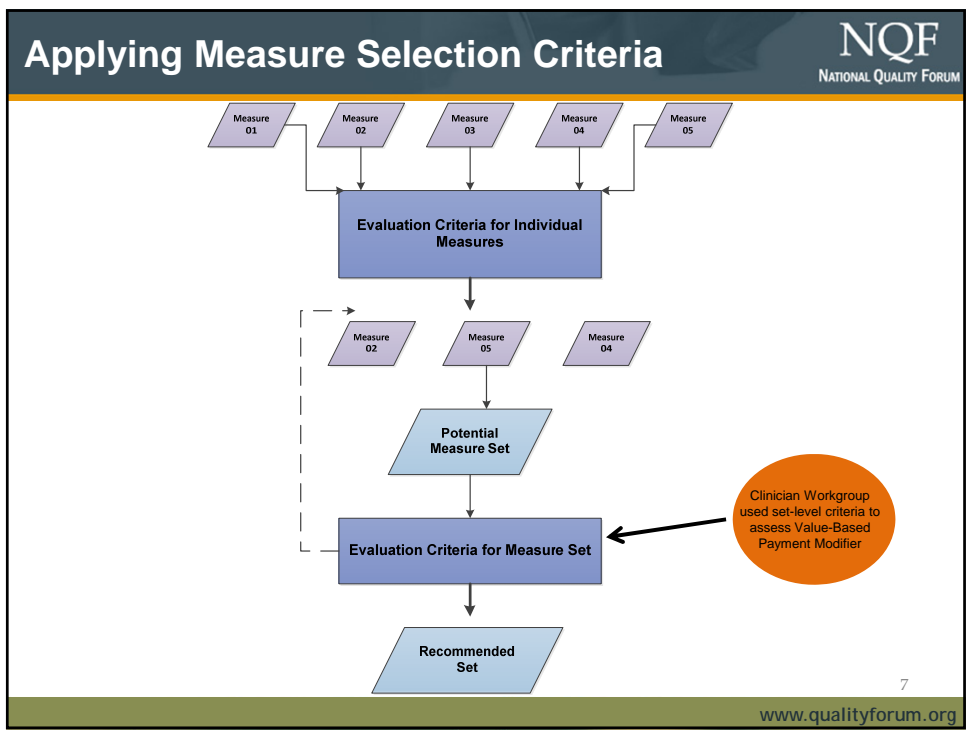 Applying Measure Selection Criteria
NQF
NATIONAL QUALITY FORUM
Measure
01
Measure
02
Measure
03
Measure
04
Measure
05
Evaluation Criteria for Individual
Measures
Measure
02
Measure
05
Measure
04
Potential
Measure Set
Evaluation Criteria for Measure Set
Clinician Workgroup
used set-level criteria to
assess Value-Based
Payment Modifier
Recommended
Set
7
www.qualityforum.org